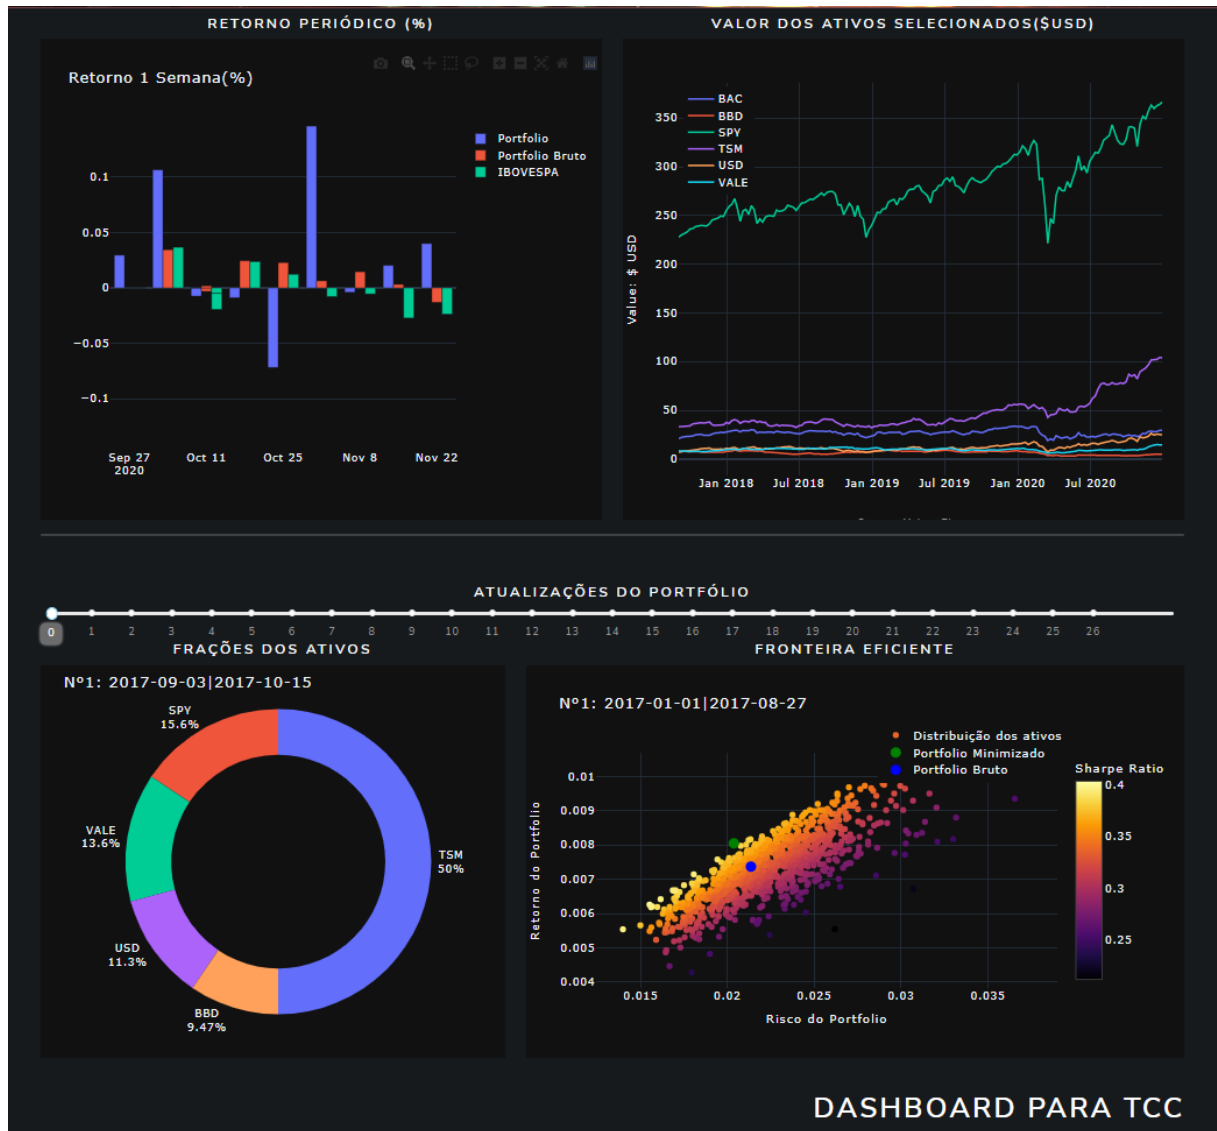 RETORNO PERIÓDICO (%)
Retorno 1 Semana(%)
Portfolio
Portfolio Bruto
IBOVESPA
0.1
0.05
0
−0.05
−0.1
Sep 27 Oct 11 Oct 25 Nov 8 Nov 22
2020
VALOR DOS ATIVOS SELECIONADOS($USD)
BAC
BBD
SPY
TSM
USD
VALE
350
300
250
200
150
100
50
0
Value: $ USD
Jan 2018 Jul 2018 Jan 2019 Jul 2019 Jan 2020 Jul 2020
ATUALIZAÇÕES DO PORTFÓLIO
0 1 2 3 4 5 6 7 8 9 10 11 12 13 14 15 16 17 18 19 20 21 22 23 24 25 26
FRAÇÕES DOS ATIVOS
Nº1: 2017-09-03|2017-10-15
SPY
15.6%
VALE
13.6%
TSM
50%
USD
11.3%
BBD
9.47%
FRONTEIRA EFICIENTE
Nº1: 2017-01-01|2017-08-27
Distribuição dos ativos
Portfolio Minimizado
Portfolio Bruto
Sharpe Ratio
0.4
0.35
0.3
0.25
0.01
0.009
0.008
0.007
0.006
0.005
0.004
Retorno do Portfolio
0.015 0.02 0.025 0.03 0.035
Risco do Portfolio
DASHBOARD PARA TCC